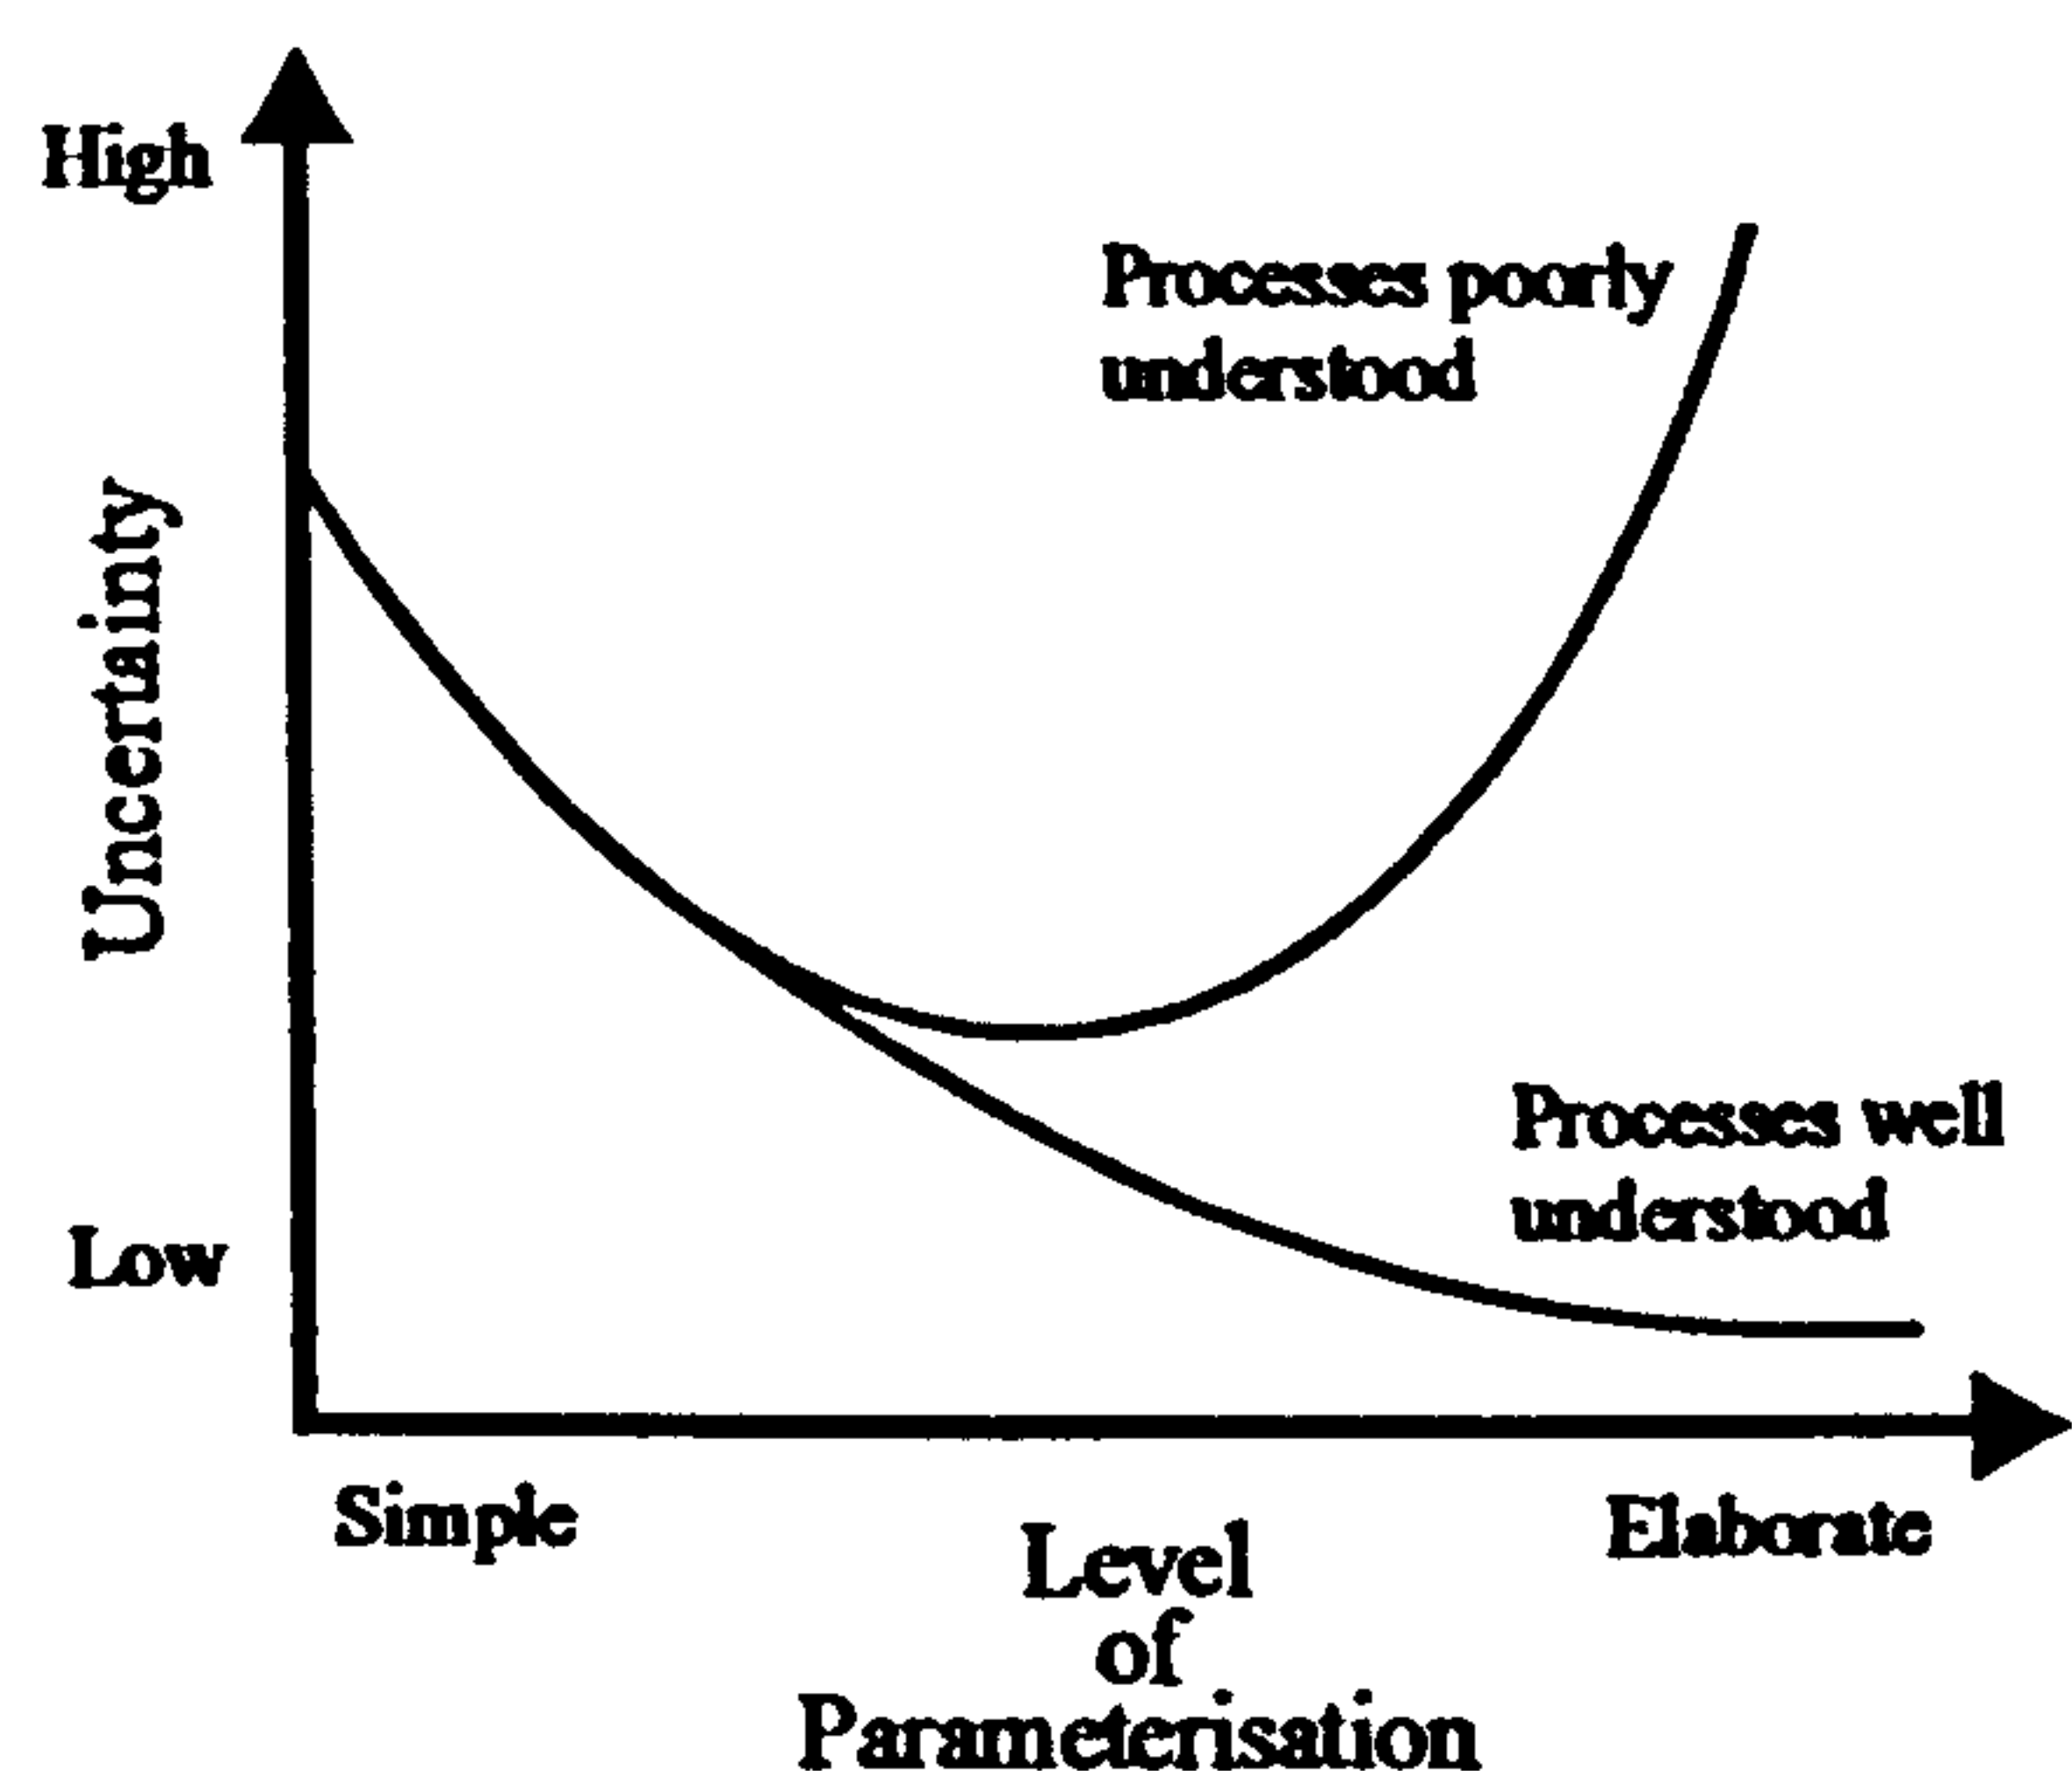 High
Processes poorly
understood
Uncertainty
Processes well
understood
Low
Simple
Elaborate
Level
of
Parameterisation